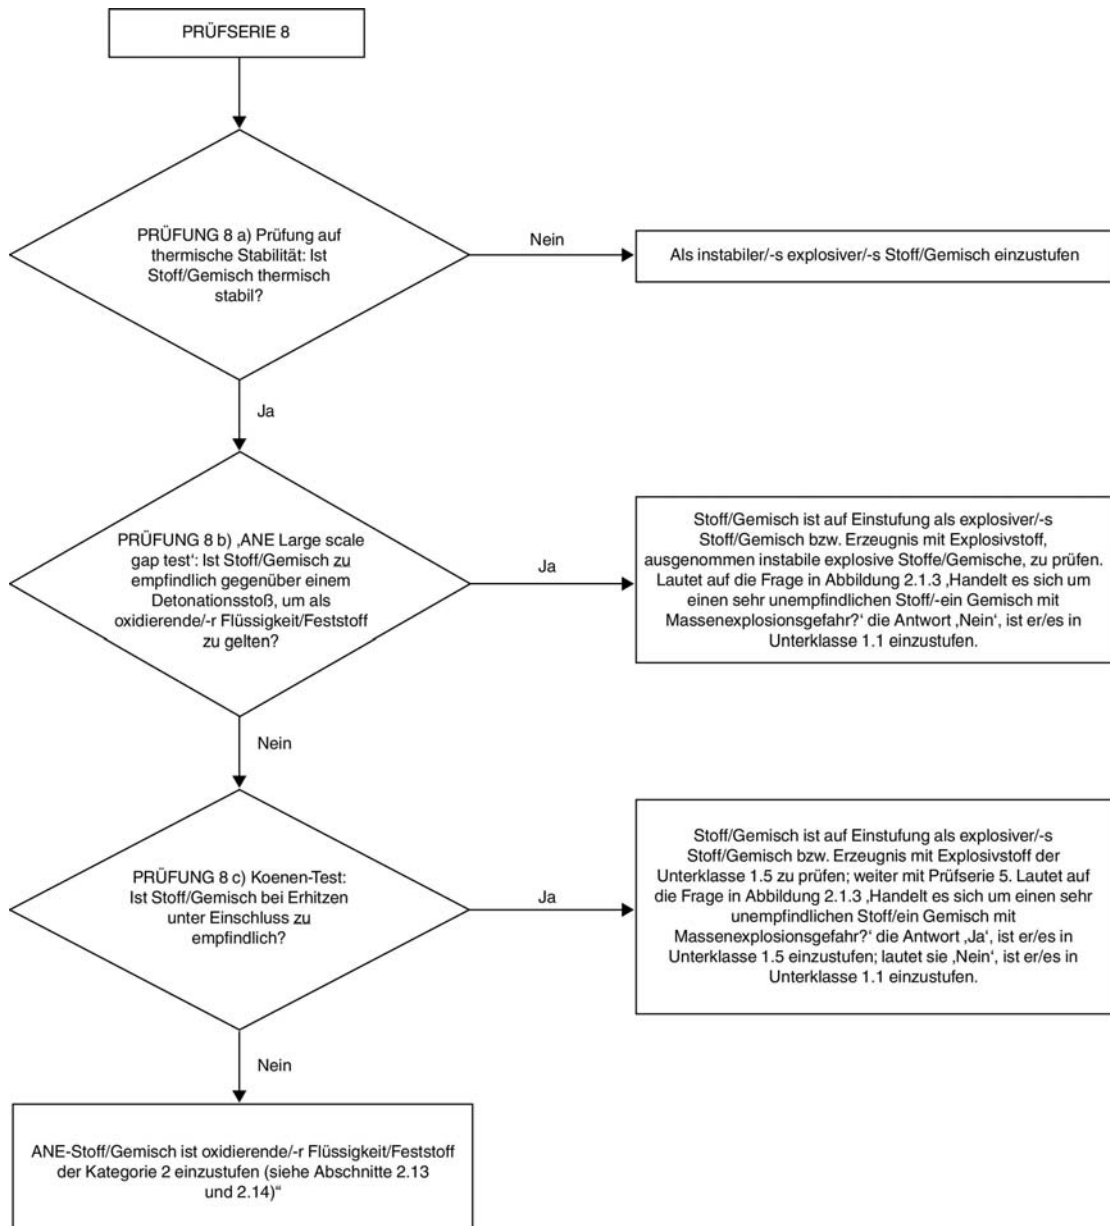 PRÜFSERIE 8
PRÜFUNG 8 a) Prüfung auf
thermische Stabilität: Ist
Stoff/Gemisch thermisch
stabil?
Nein
Als instabiler/-s explosiver/-s Stoff/Gemisch einzustufen
Ja
PRÜFUNG 8 b) ‚ANE Large scale
gap test‘: Ist Stoff/Gemisch zu
empfindlich gegenüber einem
Detonationsstoß, um als
oxidierende/-r Flüssigkeit/Feststoff
zu gelten?
Ja
Stoff/Gemisch ist auf Einstufung als explosiver/-s
Stoff/Gemisch bzw. Erzeugnis mit Explosivstoff,
ausgenommen instabile explosive Stoffe/Gemische, zu prüfen.
Lautet auf die Frage in Abbildung 2.1.3 ‚Handelt es sich um
einen sehr unempfindlichen Stoff/-ein Gemisch mit
Massenexplosionsgefahr?‘ die Antwort ‚Nein‘, ist er/es in
Unterklasse 1.1 einzustufen.
Nein
PRÜFUNG 8 c) Koenen-Test:
Ist Stoff/Gemisch bei Erhitzen
unter Einschluss zu
empfindlich?
Ja
Stoff/Gemisch ist auf Einstufung als explosiver/-s
Stoff/Gemisch bzw. Erzeugnis mit Explosivstoff der
Unterklasse 1.5 zu prüfen; weiter mit Prüfserie 5. Lautet auf
die Frage in Abbildung 2.1.3 ‚Handelt es sich um einen sehr
unempfindlichen Stoff/ein Gemisch mit
Massenexplosionsgefahr?‘ die Antwort ‚Ja‘, ist er/es in
Unterklasse 1.5 einzustufen; lautet sie ‚Nein‘, ist er/es in
Unterklasse 1.1 einzustufen.
Nein
ANE-Stoff/Gemisch ist oxidierende/-r Flüssigkeit/Feststoff
der Kategorie 2 einzustufen (siehe Abschnitte 2.13
und 2.14)“